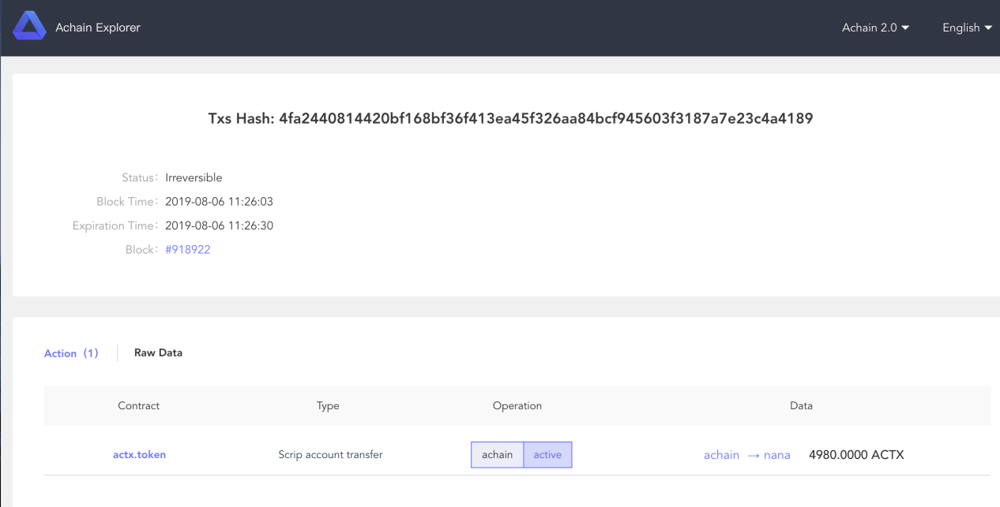 Achain Explorer
Achain 2.0
English
Txs Hash: 4fa2440814420bf168bf36f413ea45f326aa84bcf945603f3187a7e23c4a4189
Status: Irreversible
Block Time: 2019-08-06 11:26:03
Expiration Time: 2019-08-06 11:26:30
Block: #918922
Action (1) Raw Data
Contract Type Operation Data
actx.token Scrip account transfer achain active achain → nana 4980.0000 ACTX